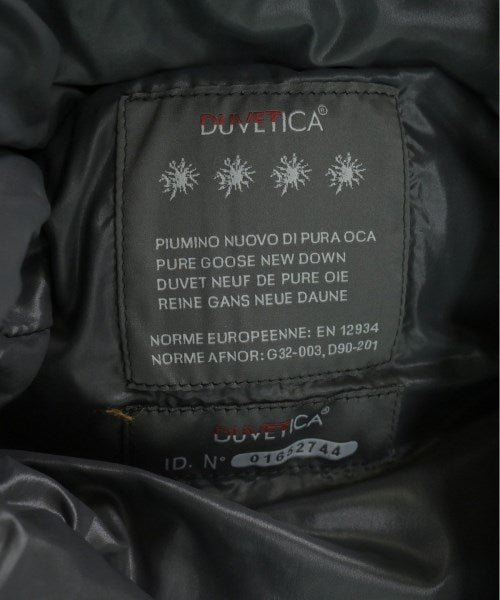 DUVETICA®
PIUMINO NUOVO DI PURA OCA
PURE GOOSE NEW DOWN
DUVET NEUF DE PURE OIE
REINE GANS NEUE DAUNE
NORME EUROPEENNE: EN 12934
NORME AFNOR: G32-003, D90-201
DUVETICA
ID. N° 01652744